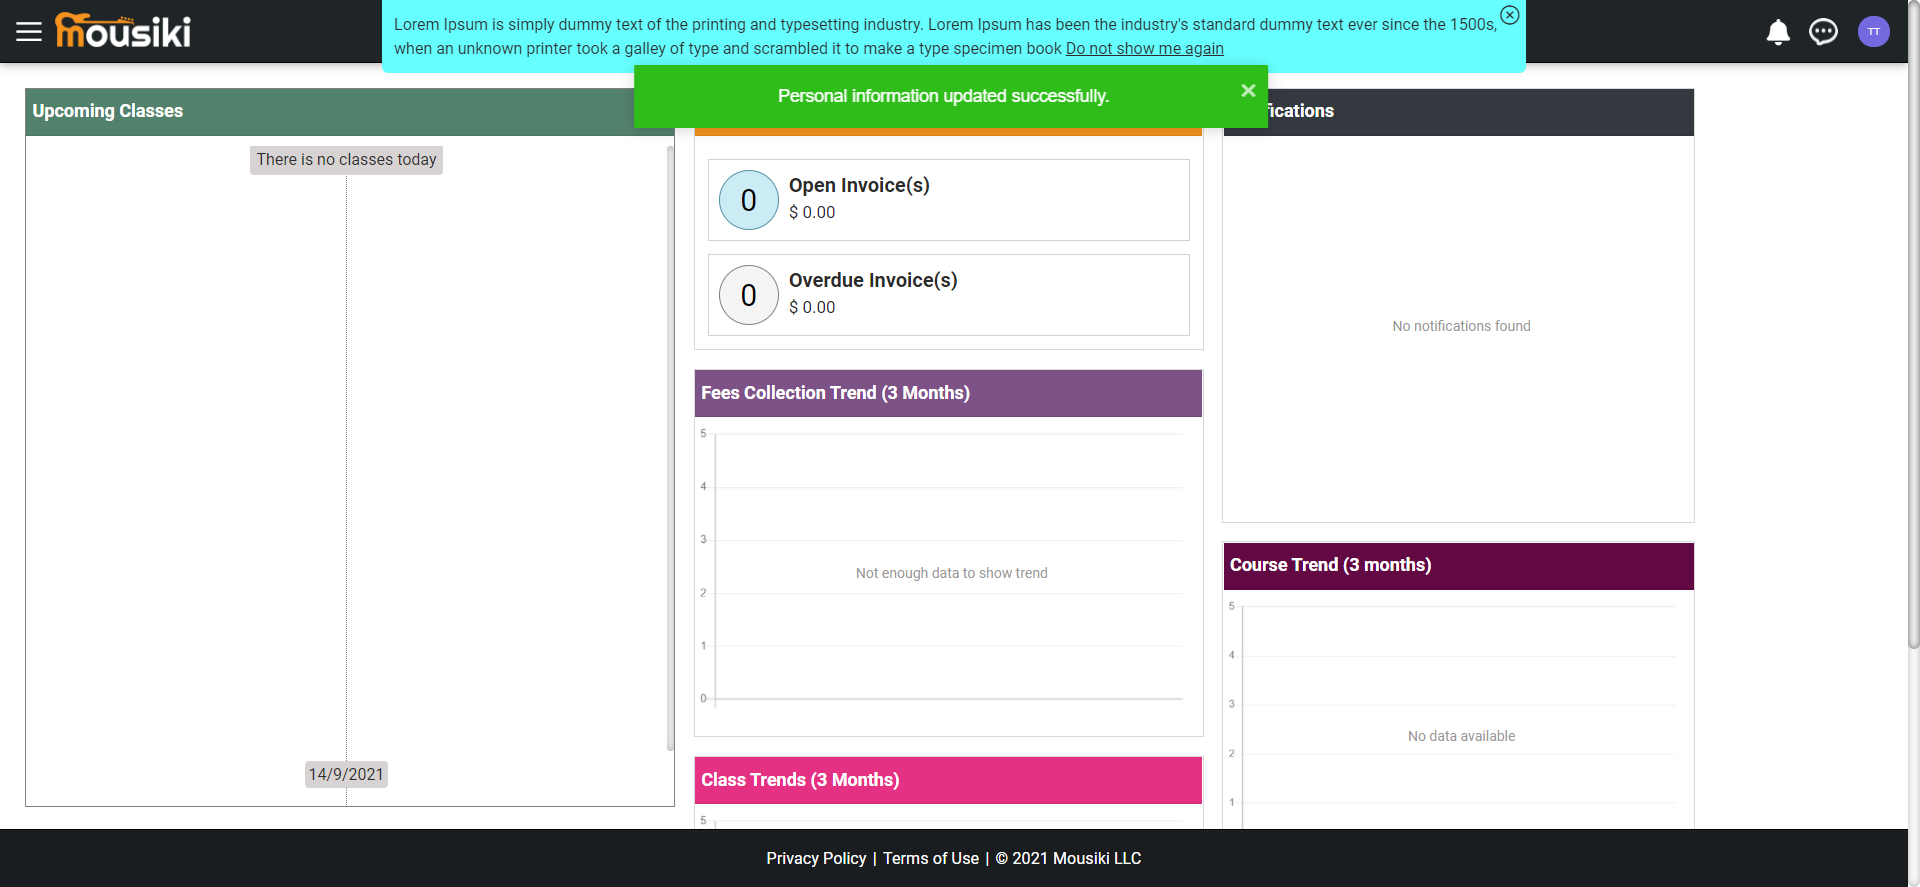 mousiki
Lorem Ipsum is simply dummy text of the printing and typesetting industry. Lorem Ipsum has been the industry's standard dummy text ever since the 1500s,
when an unknown printer took a galley of type and scrambled it to make a type specimen book Do not show me again
TT
Personal information updated successfully.
Upcoming Classes
There is no classes today
14/9/2021
0
Open Invoice(s)
$ 0.00
0
Overdue Invoice(s)
$ 0.00
Fees Collection Trend (3 Months)
5
4
3
Not enough data to show trend
2
1
0
Class Trends (3 Months)
5
fications
No notifications found
Course Trend (3 months)
5
4
3
No data available
2
1
Privacy Policy | Terms of Use | © 2021 Mousiki LLC